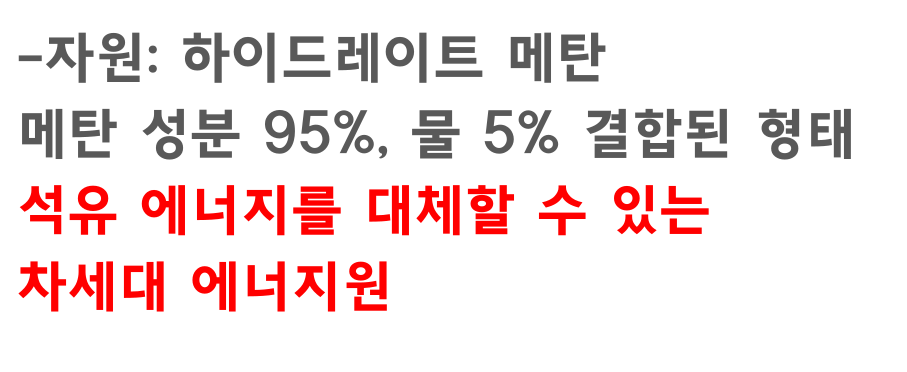 -자원: 하이드레이트 메탄
메탄 성분 95%, 물 5% 결합된 형태
석유 에너지를 대체할 수 있는
차세대 에너지원